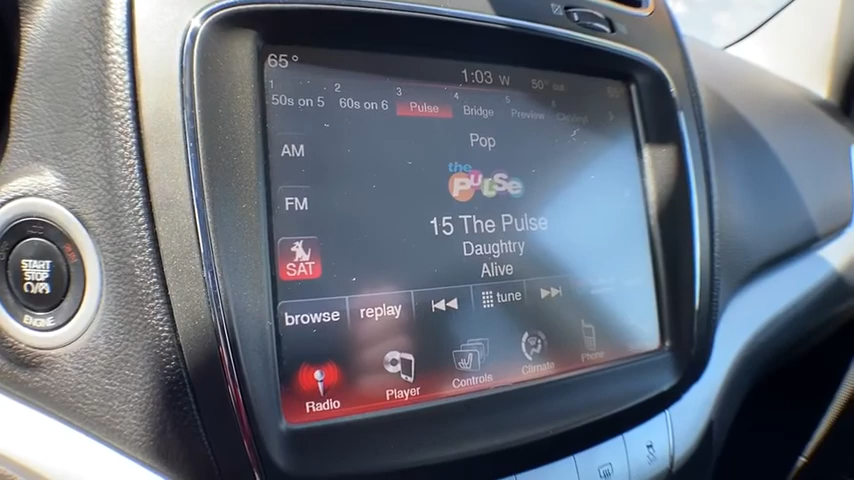 65°
1:03 W
50° out
1
2
3
4
5
50s on 5
60s on 6
Pulse
Bridge
Preview
Pop
AM
the
PULSE
FM
15 The Pulse
Daughtry
SAT
Alive
browse
replay
tune
START
STOP
ENGINE
Radio
Player
Controls
Climate
Phone